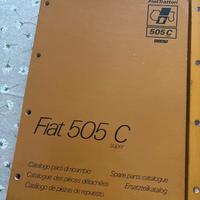 FiatTrattori
505 C
Fiat 505 C
super
Catalogo parti di ricambio
Catalogue des pièces détachées
Catálogo de piezas de repuesto
Spare parts catalogue
Ersatzteilkatalog